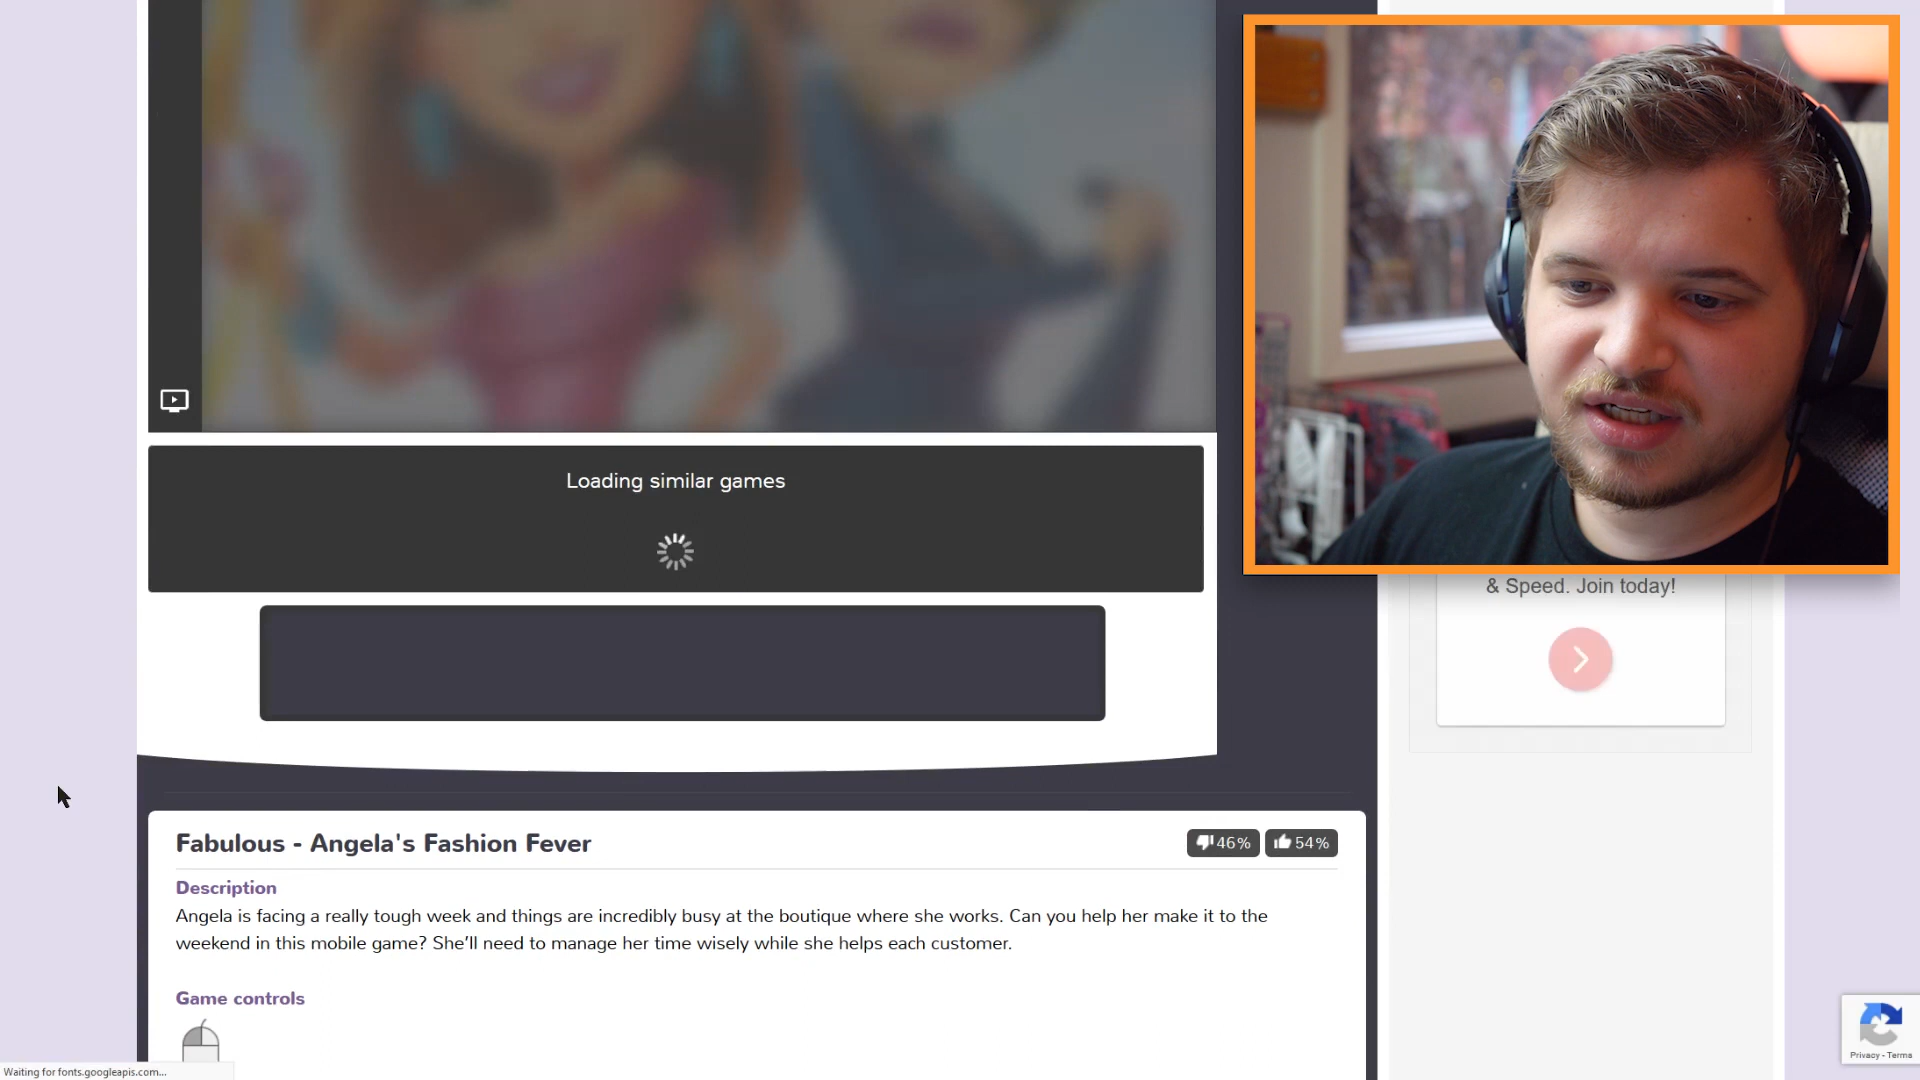 Loading similar games
& Speed. Join today!
Fabulous - Angela's Fashion Fever
46%
54%
Description
Angela is facing a really tough week and things are incredibly busy at the boutique where she works. Can you help her make it to the
weekend in this mobile game? She’ll need to manage her time wisely while she helps each customer.
Game controls
Privacy - Terms
Waiting for fonts.googleapis.com...